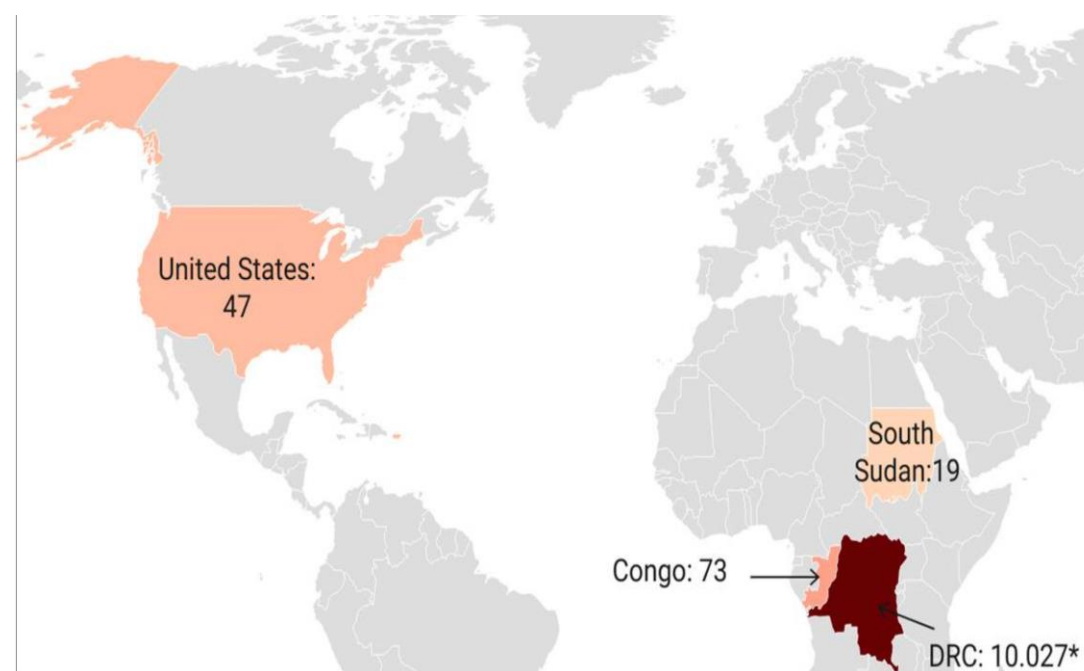 United States:
47
South
Sudan:19
Congo: 73
DRC: 10.027*